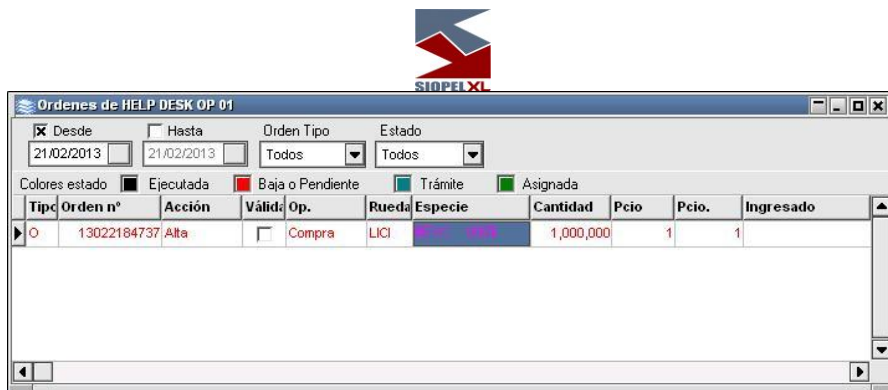 SIOPEL XL
Ordenes de HELP DESK OP 01
Desde Hasta Orden Tipo Estado
21/02/2013 21/02/2013 Todos Todos
Colores estado Ejecutada Baja o Pendiente Trámite Asignada
Tipo Orden nº Acción Válida Op. Rueda Especie Cantidad Pcio Pcio. Ingresado
O 13022184737 Alta Compra LICI 1,000,000 1 1